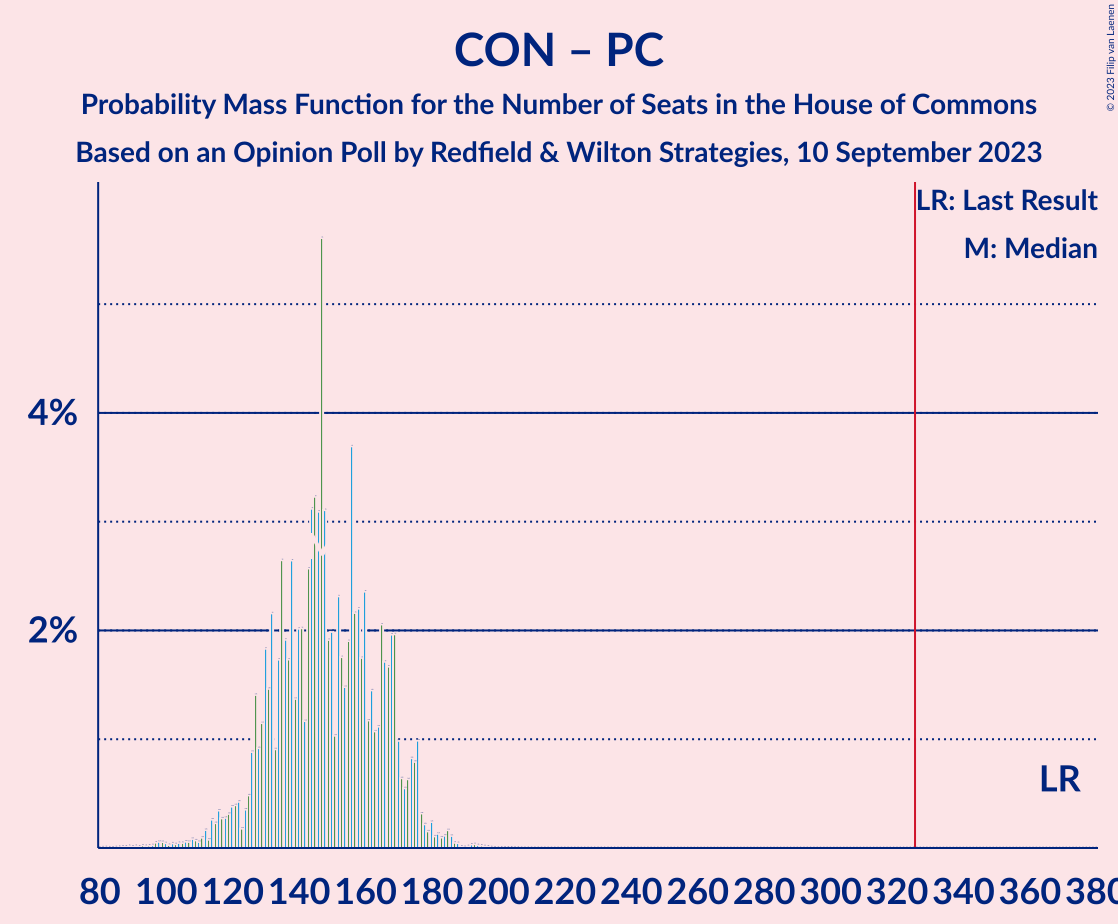 CON – PC
Probability Mass Function for the Number of Seats in the House of Commons
Based on an Opinion Poll by Redfield & Wilton Strategies, 10 September 2023
© 2023 Filip van Laenen
LR: Last Result
M: Median
4%
2%
LR
80 100 120 140 160 180 200 220 240 260 280 300 320 340 360 380